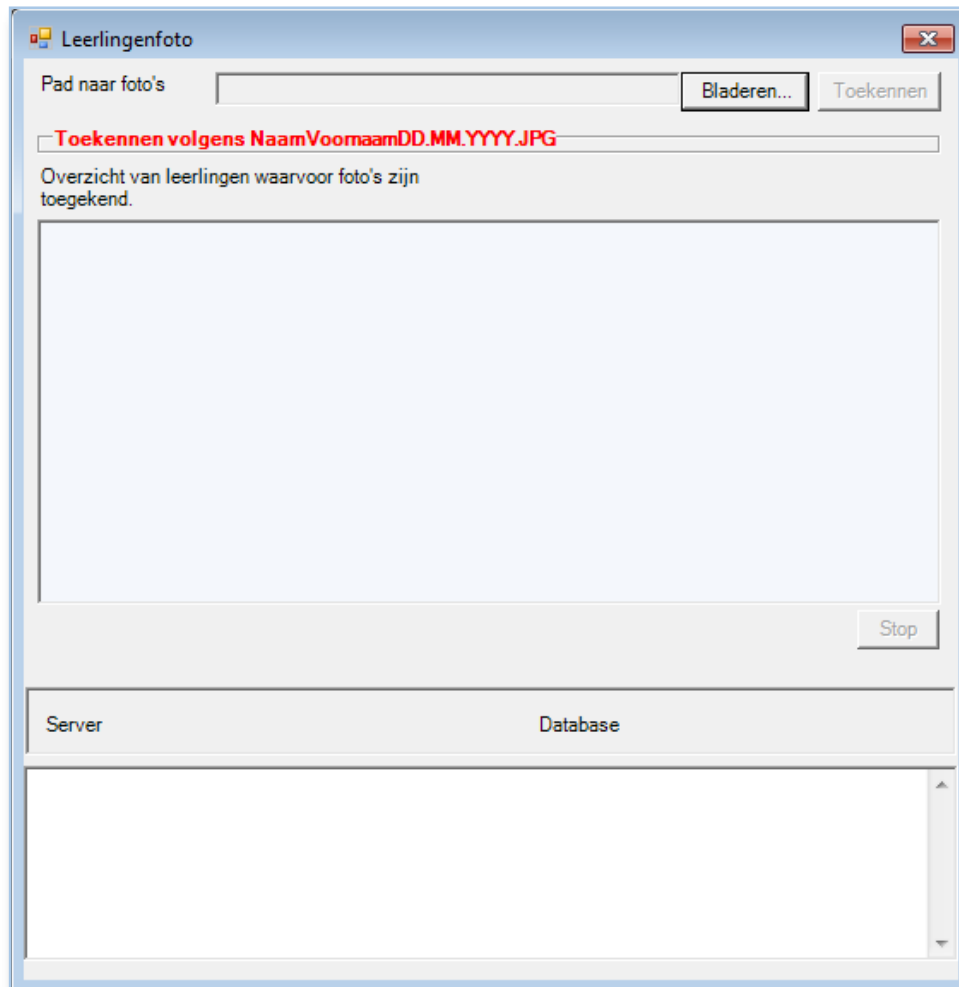 Leerlingenfoto
Pad naar foto's
Bladeren...
Toekennen
Toekennen volgens NaamVoornaamDD.MM.YYYY.JPG
Overzicht van leerlingen waarvoor foto's zijn
toegekend.
Stop
Server
Database